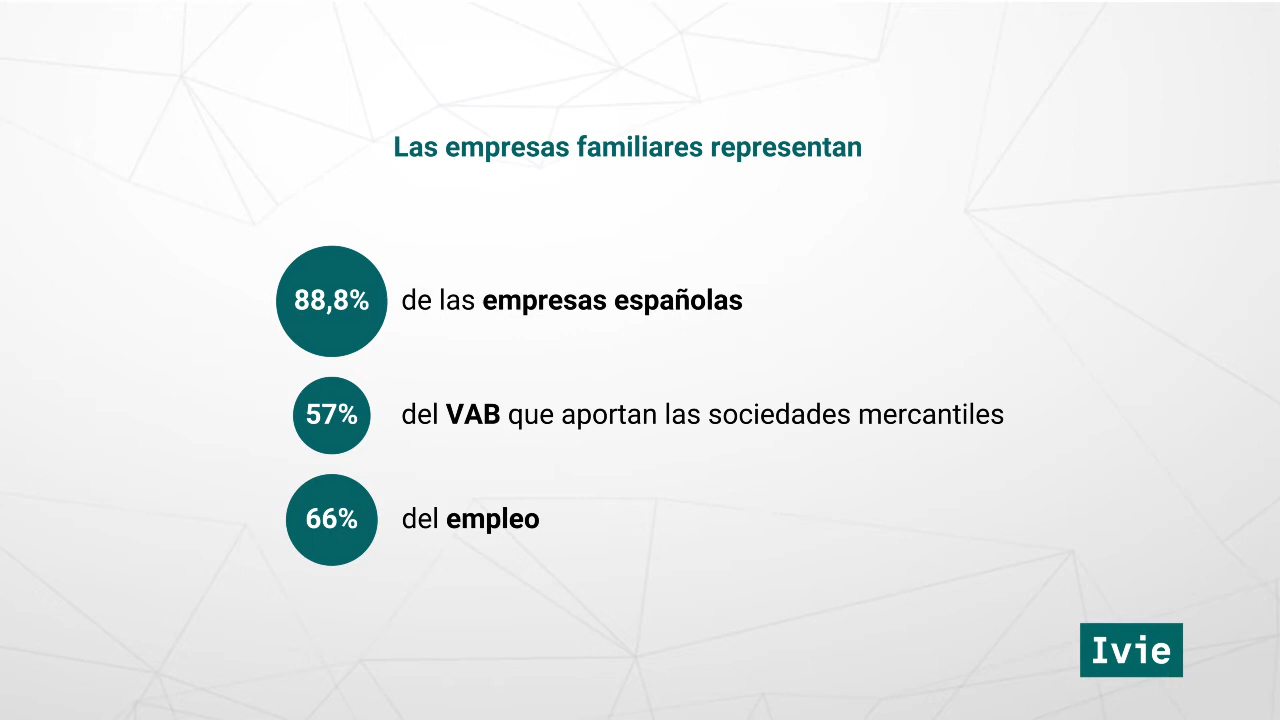 Las empresas familiares representan
88,8% de las empresas españolas
57% del VAB que aportan las sociedades mercantiles
66% del empleo
Ivie